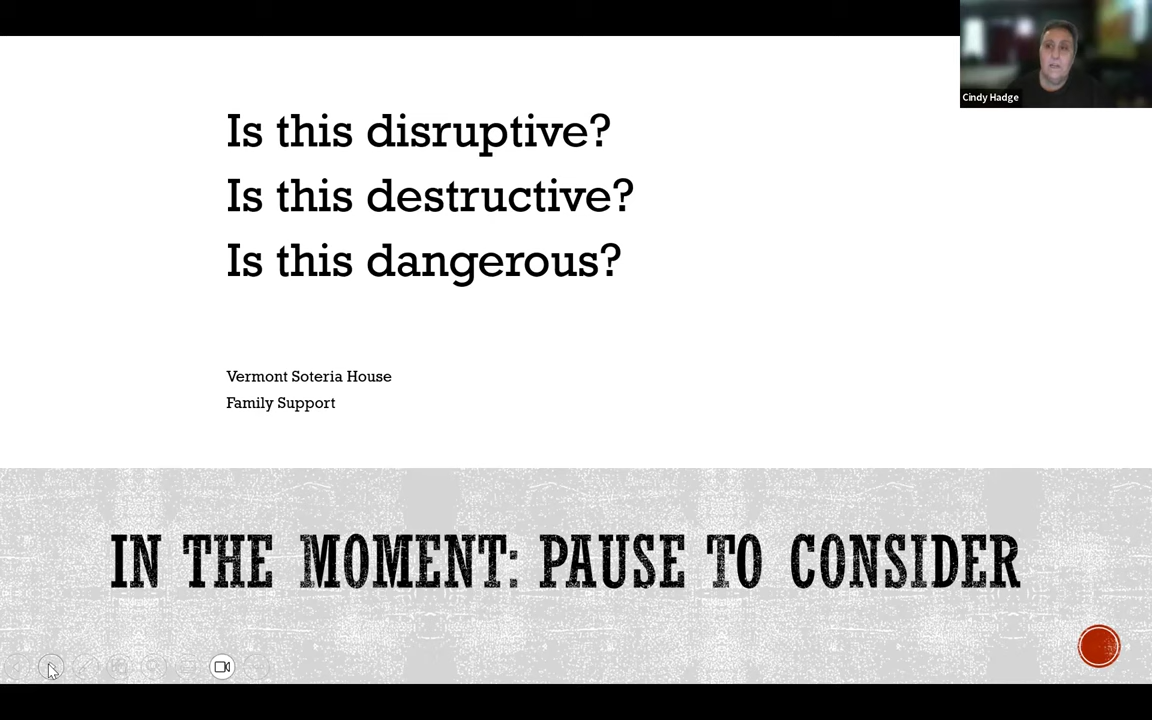 Cindy Hadge
Is this disruptive?
Is this destructive?
Is this dangerous?
Vermont Soteria House
Family Support
IN THE MOMENT: PAUSE TO CONSIDER